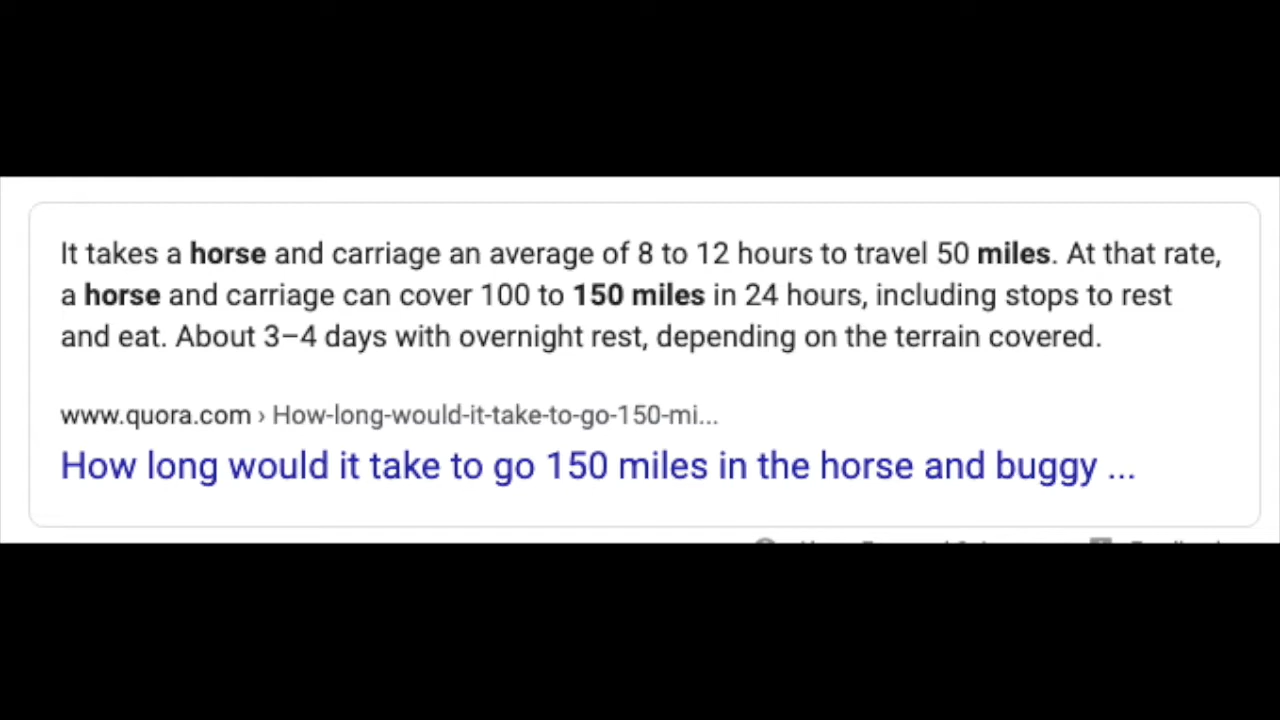 It takes a horse and carriage an average of 8 to 12 hours to travel 50 miles. At that rate,
a horse and carriage can cover 100 to 150 miles in 24 hours, including stops to rest
and eat. About 3–4 days with overnight rest, depending on the terrain covered.
www.quora.com › How-long-would-it-take-to-go-150-mi...
How long would it take to go 150 miles in the horse and buggy ...